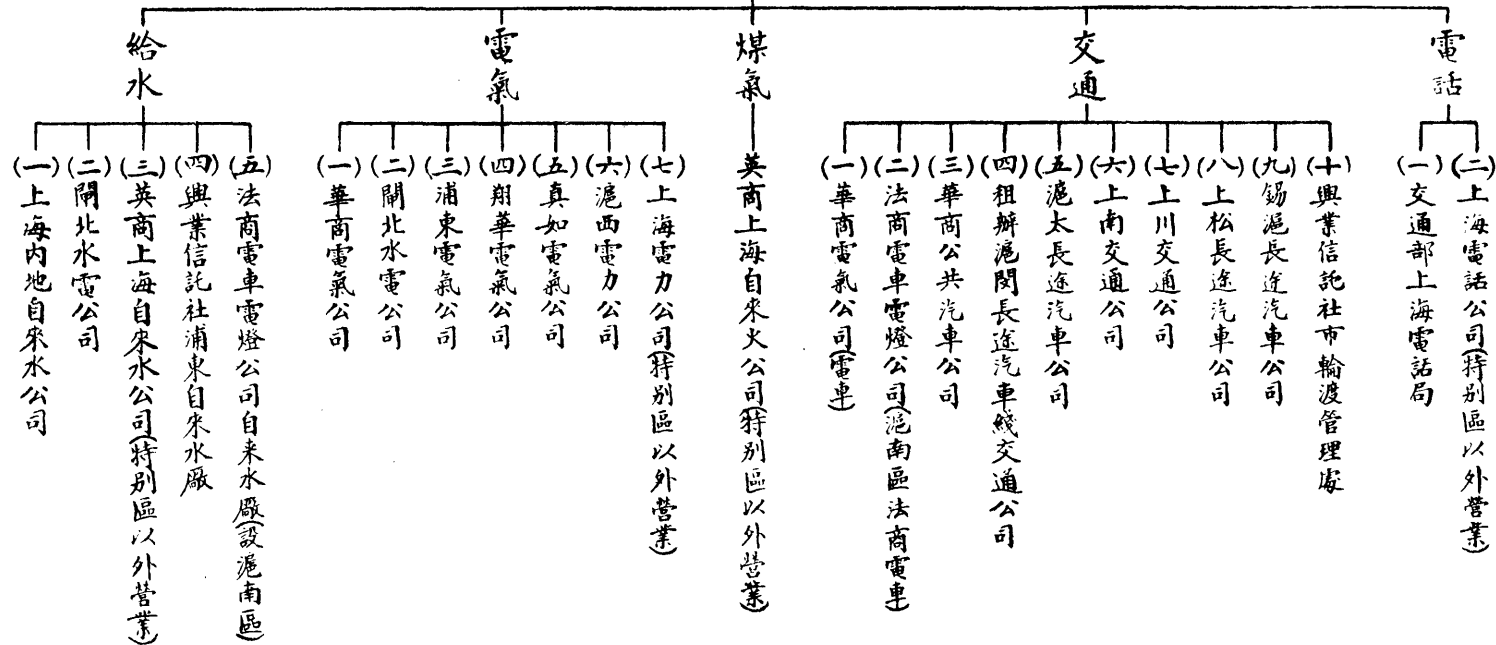 給水
(一)上海內地自來水公司
(二)閘北水電公司
(三)英商上海自來水公司(特別區以外營業)
(四)興業信託社浦東自來水廠
(五)法商電車電燈公司自來水廠(設滬南區)
電氣
(一)華商電氣公司
(二)閘北水電公司
(三)浦東電氣公司
(四)翔華電氣公司
(五)真如電氣公司
(六)滬西電力公司
(七)上海電力公司(特別區以外營業)
煤氣
英商上海自來火公司(特別區以外營業)
交通
(一)華商電氣公司(電車)
(二)法商電車電燈公司(滬南區法商電車)
(三)華商公共汽車公司
(四)租辦滬閔長途汽車綫交通公司
(五)滬太長途汽車公司
(六)上南交通公司
(七)上川交通公司
(八)上松長途汽車公司
(九)錫滬長途汽車公司
(十)興業信託社市輪渡管理處
電話
(一)交通部上海電話局
(二)上海電話公司(特別區以外營業)